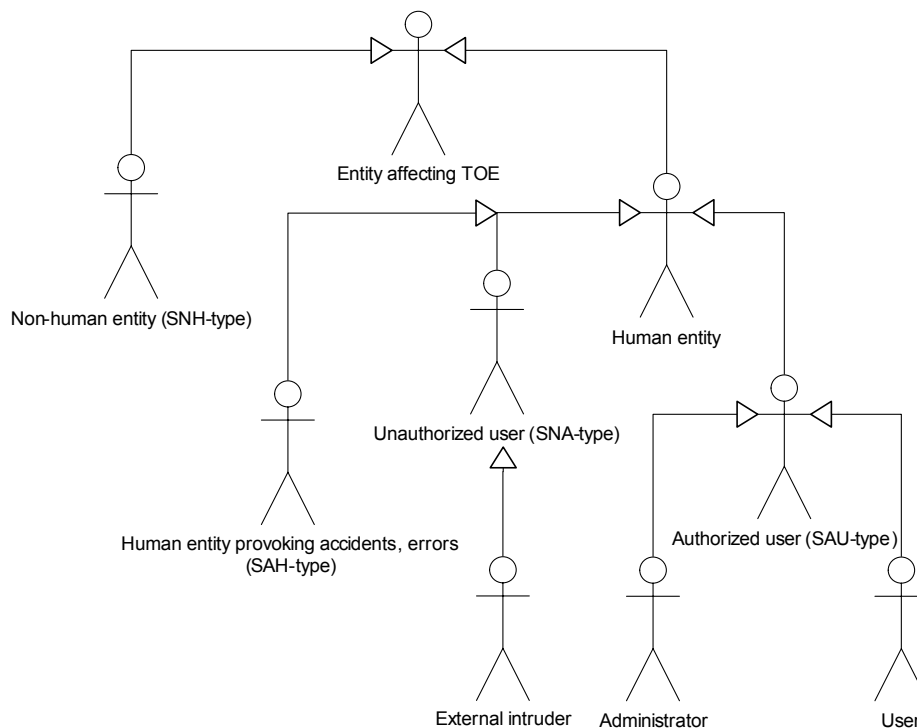 Entity affecting TOE
Non-human entity (SNH-type)
Human entity
Unauthorized user (SNA-type)
Human entity provoking accidents, errors
(SAH-type)
Authorized user (SAU-type)
External intruder
Administrator
User